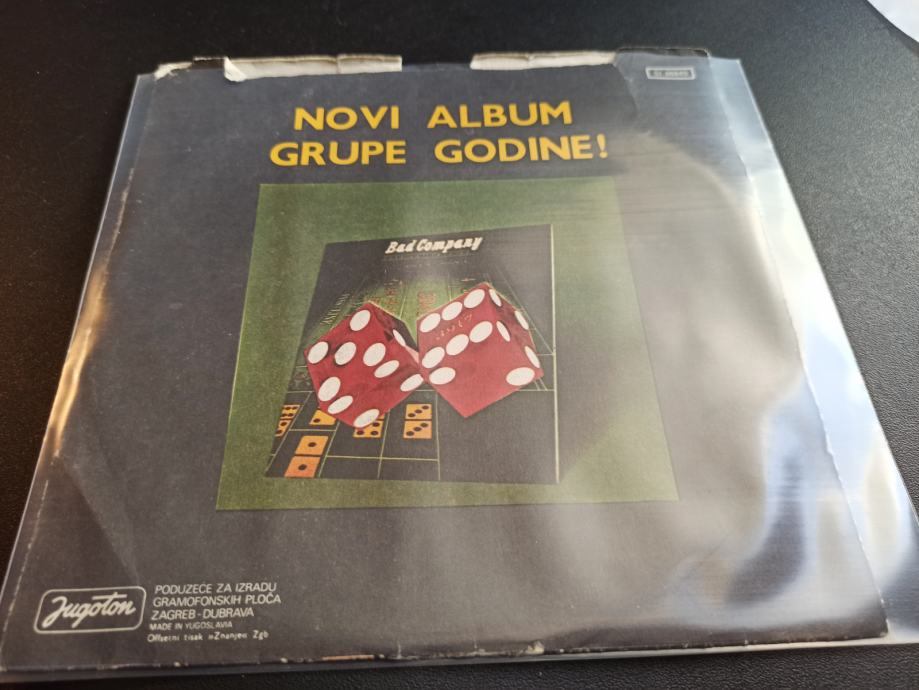 NOVI ALBUM
GRUPE GODINE!
Bad Company
Jugoton
PODUZEĆE ZA IZRADU
GRAMOFONSKIH PLOČA
ZAGREB - DUBRAVA
MADE IN YUGOSLAVIA
Offsetni tisak »Znanje« Zgb